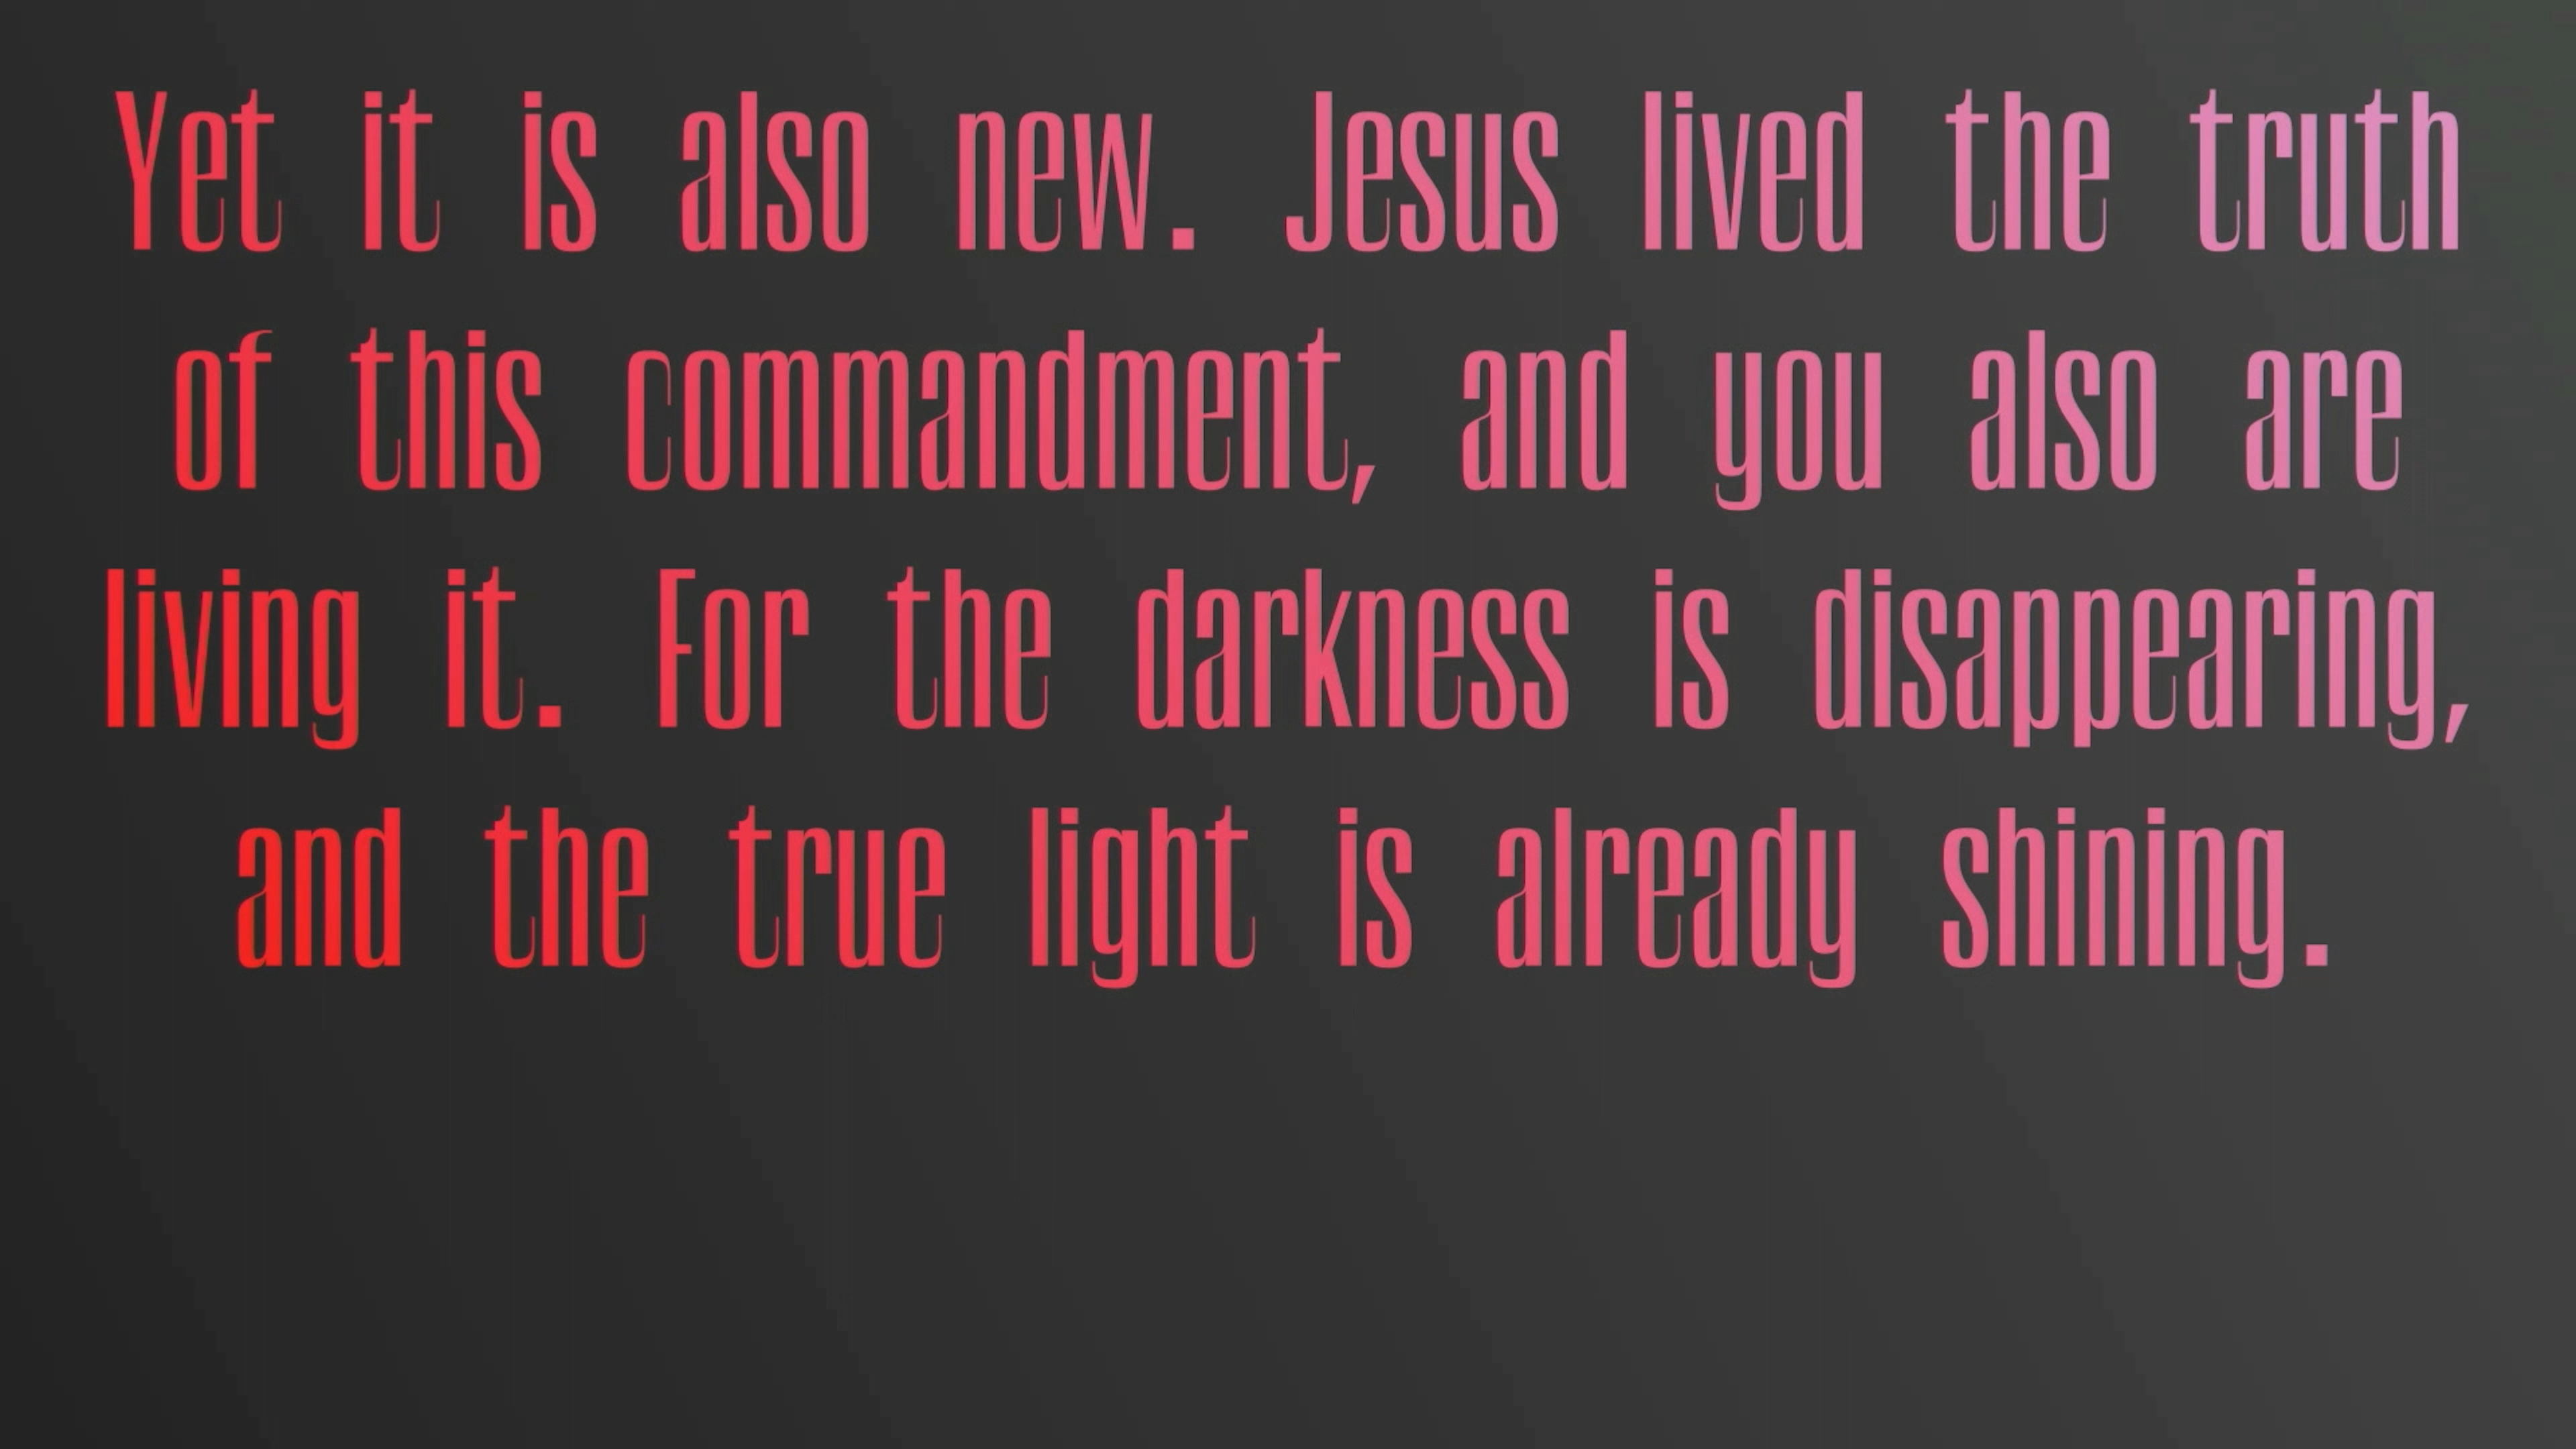 Yet it is also new. Jesus lived the truth
of this commandment, and you also are
living it. For the darkness is disappearing,
and the true light is already shining.